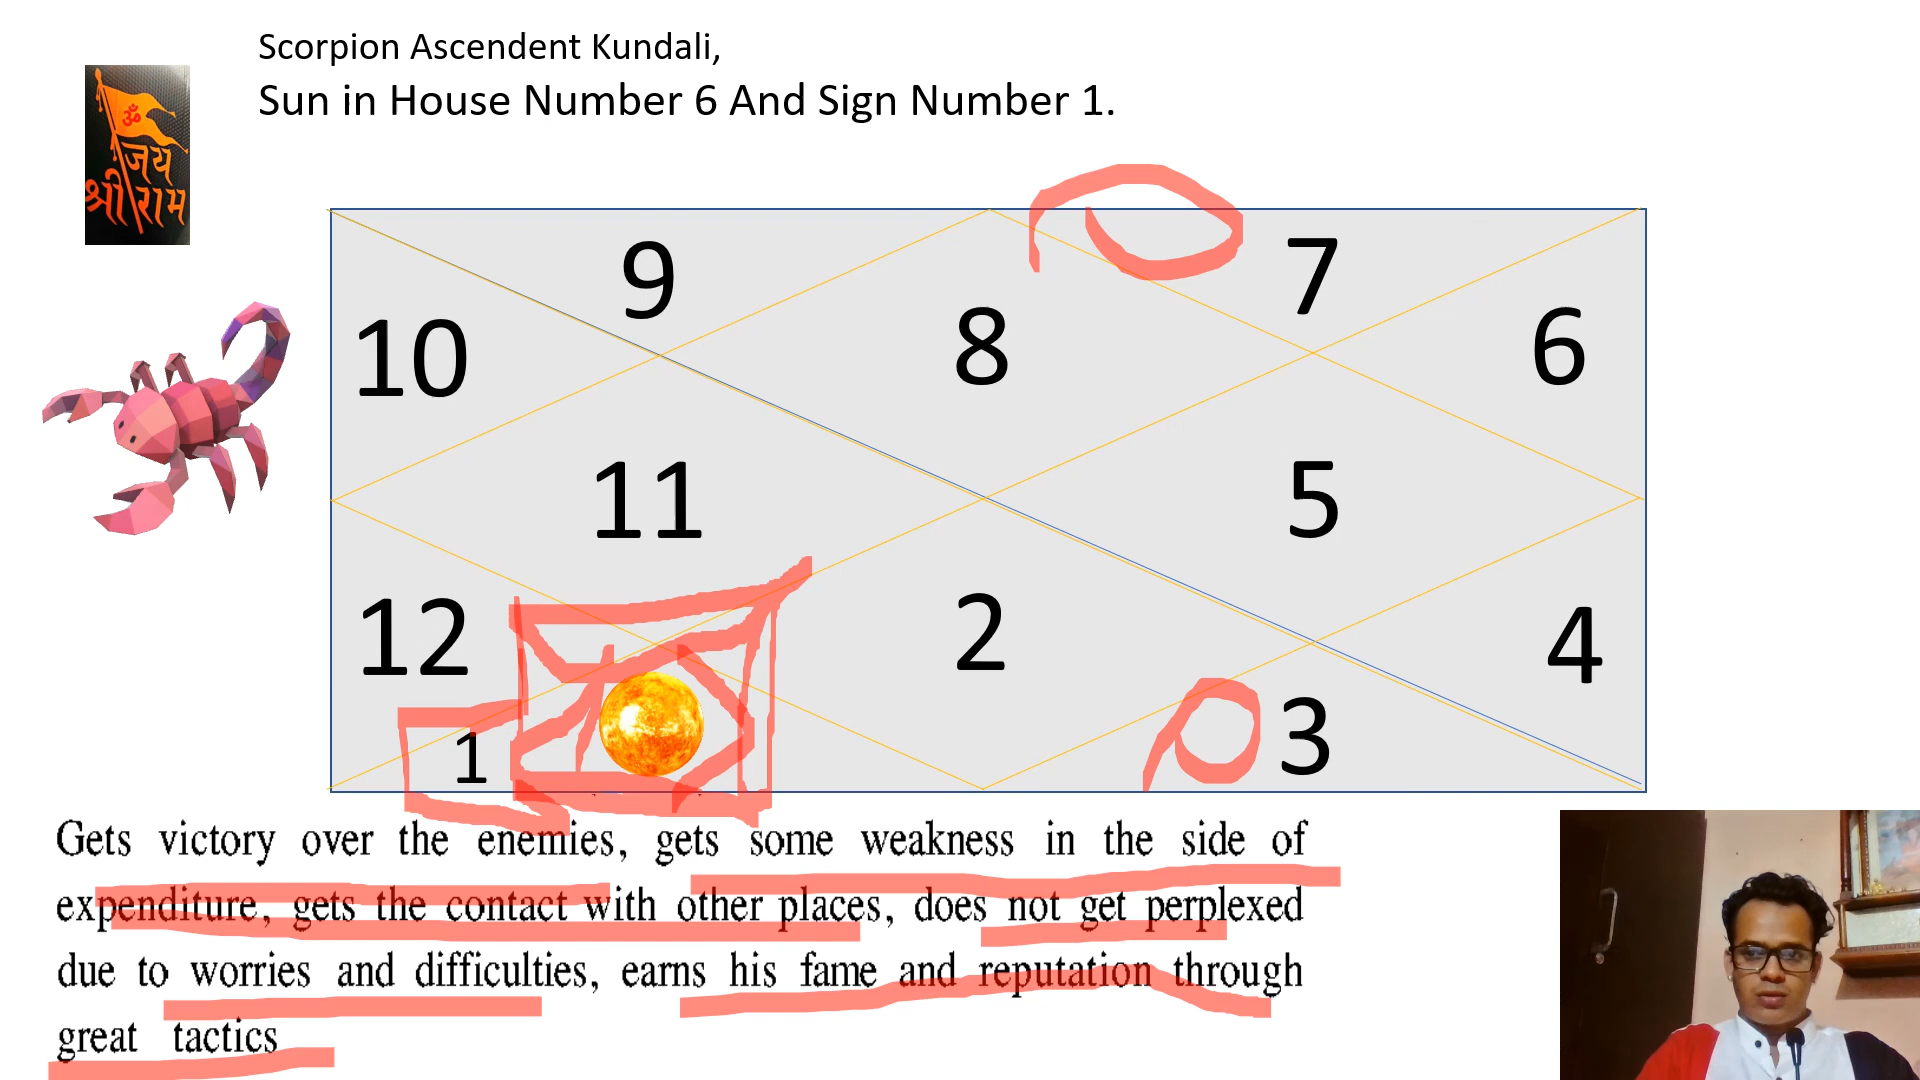 Scorpion Ascendent Kundali,
Sun in House Number 6 And Sign Number 1.
ॐ
जय
श्री राम
9
7
10
8
6
11
5
12
2
4
1
3
Gets victory over the enemies, gets some weakness in the side of
expenditure, gets the contact with other places, does not get perplexed
due to worries and difficulties, earns his fame and reputation through
great tactics